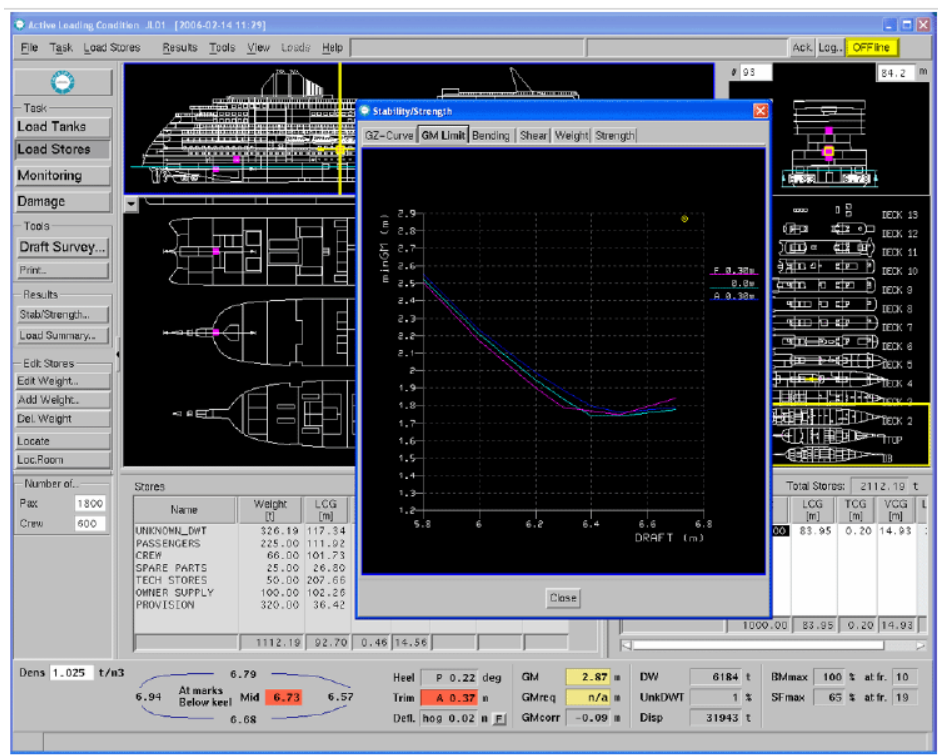 Active Loading Condition JL01 [2006-02-14 11:29]
File Task Load Stores Results Tools View Loads Help Ack. Log.. OFFline
# 93 84.2 m
Task
Load Tanks
Load Stores
Monitoring
Damage
Tools
Draft Survey...
Print..
Results
Stab/Strength...
Load Summary...
Edit Stores
Edit Weight..
Add Weight..
Del. Weight
Locate
Loc.Room
Number of..
Pax 1800
Crew 600
Stability/Strength
GZ-Curve GM Limit Bending Shear Weight Strength
minGM (m)
2.9
2.8
2.6
2.5
2.4
2.2
2.1
1.9
1.8
1.6
1.5
1.4
1.2
5.8 6 6.2 6.4 6.6 6.8
DRAFT (m)
F 0.30m
0.0m
A 0.30m
Close
6.78
DECK 13
DECK 12
DECK 11
DECK 10
DECK 9
DECK 8
DECK 7
DECK 6
DECK 5
DECK 4
DECK 3
DECK 2
TTOP
DB
Stores
Name Weight [t] LCG [m]
UNKNOWN_DWT 326.19 117.34
PASSENGERS 225.00 111.92
CREW 66.00 101.73
SPARE PARTS 25.00 26.80
TECH STORES 50.00 207.66
OWNER SUPPLY 100.00 102.26
PROVISION 320.00 36.42
1112.19 92.70 0.46 14.56
Total Stores: 2112.19 t
LCG [m] TCG [m] VCG [m] L
00 83.95 0.20 14.93
1000.00 83.95 0.20 14.93
Dens 1.025 t/m3
6.79
6.94 At marks Below keel Mid 6.73 6.57
6.68
Heel P 0.22 deg GM 2.87 m DW 6184 t BMmax 100 % at fr. 10
Trim A 0.37 m GMreq n/a m UnkDWT 1 % SFmax 65 % at fr. 19
Defl. hog 0.02 m F GMcorr -0.09 m Disp 31943 t